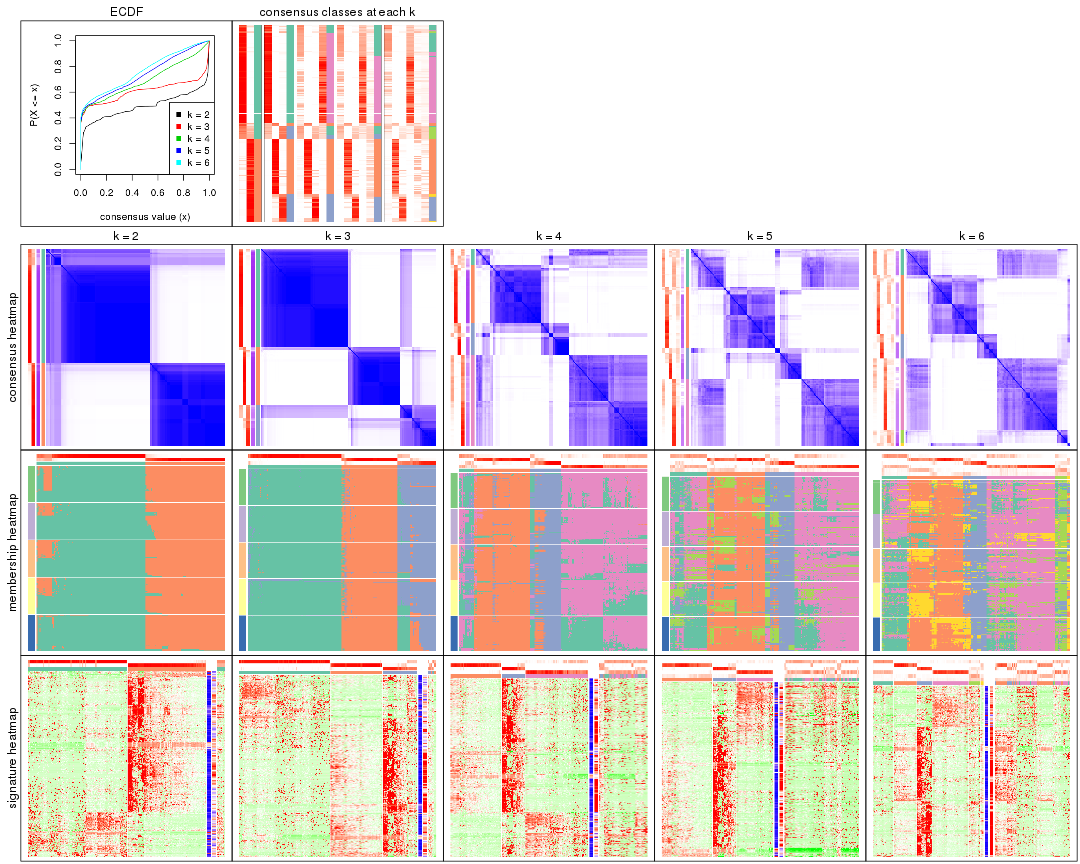 ECDF
consensus classes at each k
P(X <= x)
0.0 0.2 0.4 0.6 0.8 1.0
k = 2
k = 3
k = 4
k = 5
k = 6
0.0 0.2 0.4 0.6 0.8 1.0
consensus value (x)
k = 2
k = 3
k = 4
k = 5
k = 6
consensus heatmap
membership heatmap
signature heatmap